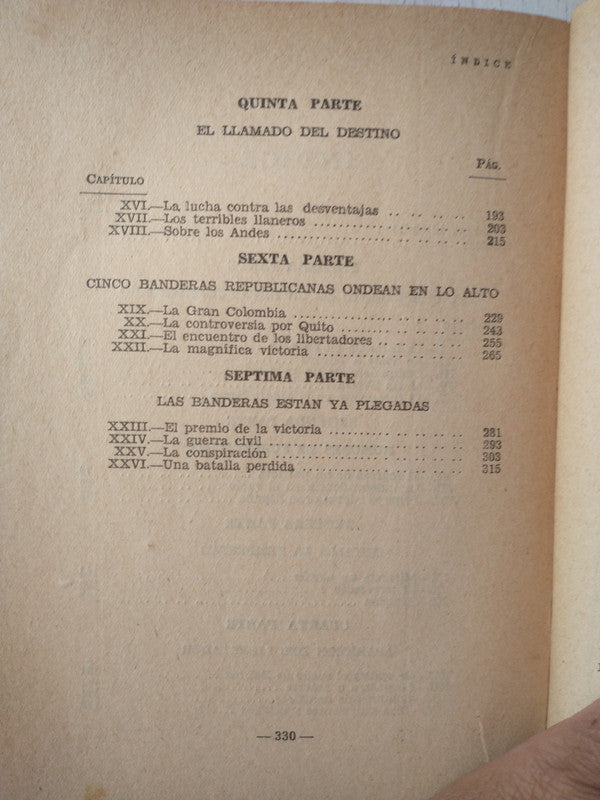 ÍNDICE
QUINTA PARTE
EL LLAMADO DEL DESTINO
PÁG.
CAPÍTULO
XVI.—La lucha contra las desventajas .. .. .. .. .. 193
XVII.—Los terribles llaneros .................. .. .. .. .. 203
XVIII.—Sobre los Andes ........................ .. .. .. .. 215
SEXTA PARTE
CINCO BANDERAS REPUBLICANAS ONDEAN EN LO ALTO
XIX.—La Gran Colombia ...................... .. .. .. .. 229
XX.—La controversia por Quito .............. .. .. .. .. 243
XXI.—El encuentro de los libertadores .. .. .. .. .. 255
XXII.—La magnífica victoria .................. .. .. .. .. 265
SEPTIMA PARTE
LAS BANDERAS ESTAN YA PLEGADAS
XXIII.—El premio de la victoria ............ .. .. .. .. 281
XXIV.—La guerra civil ........................ .. .. .. .. 293
XXV.—La conspiración ........................ .. .. .. .. 303
XXVI.—Una batalla perdida .................. .. .. .. .. 315
— 330 —